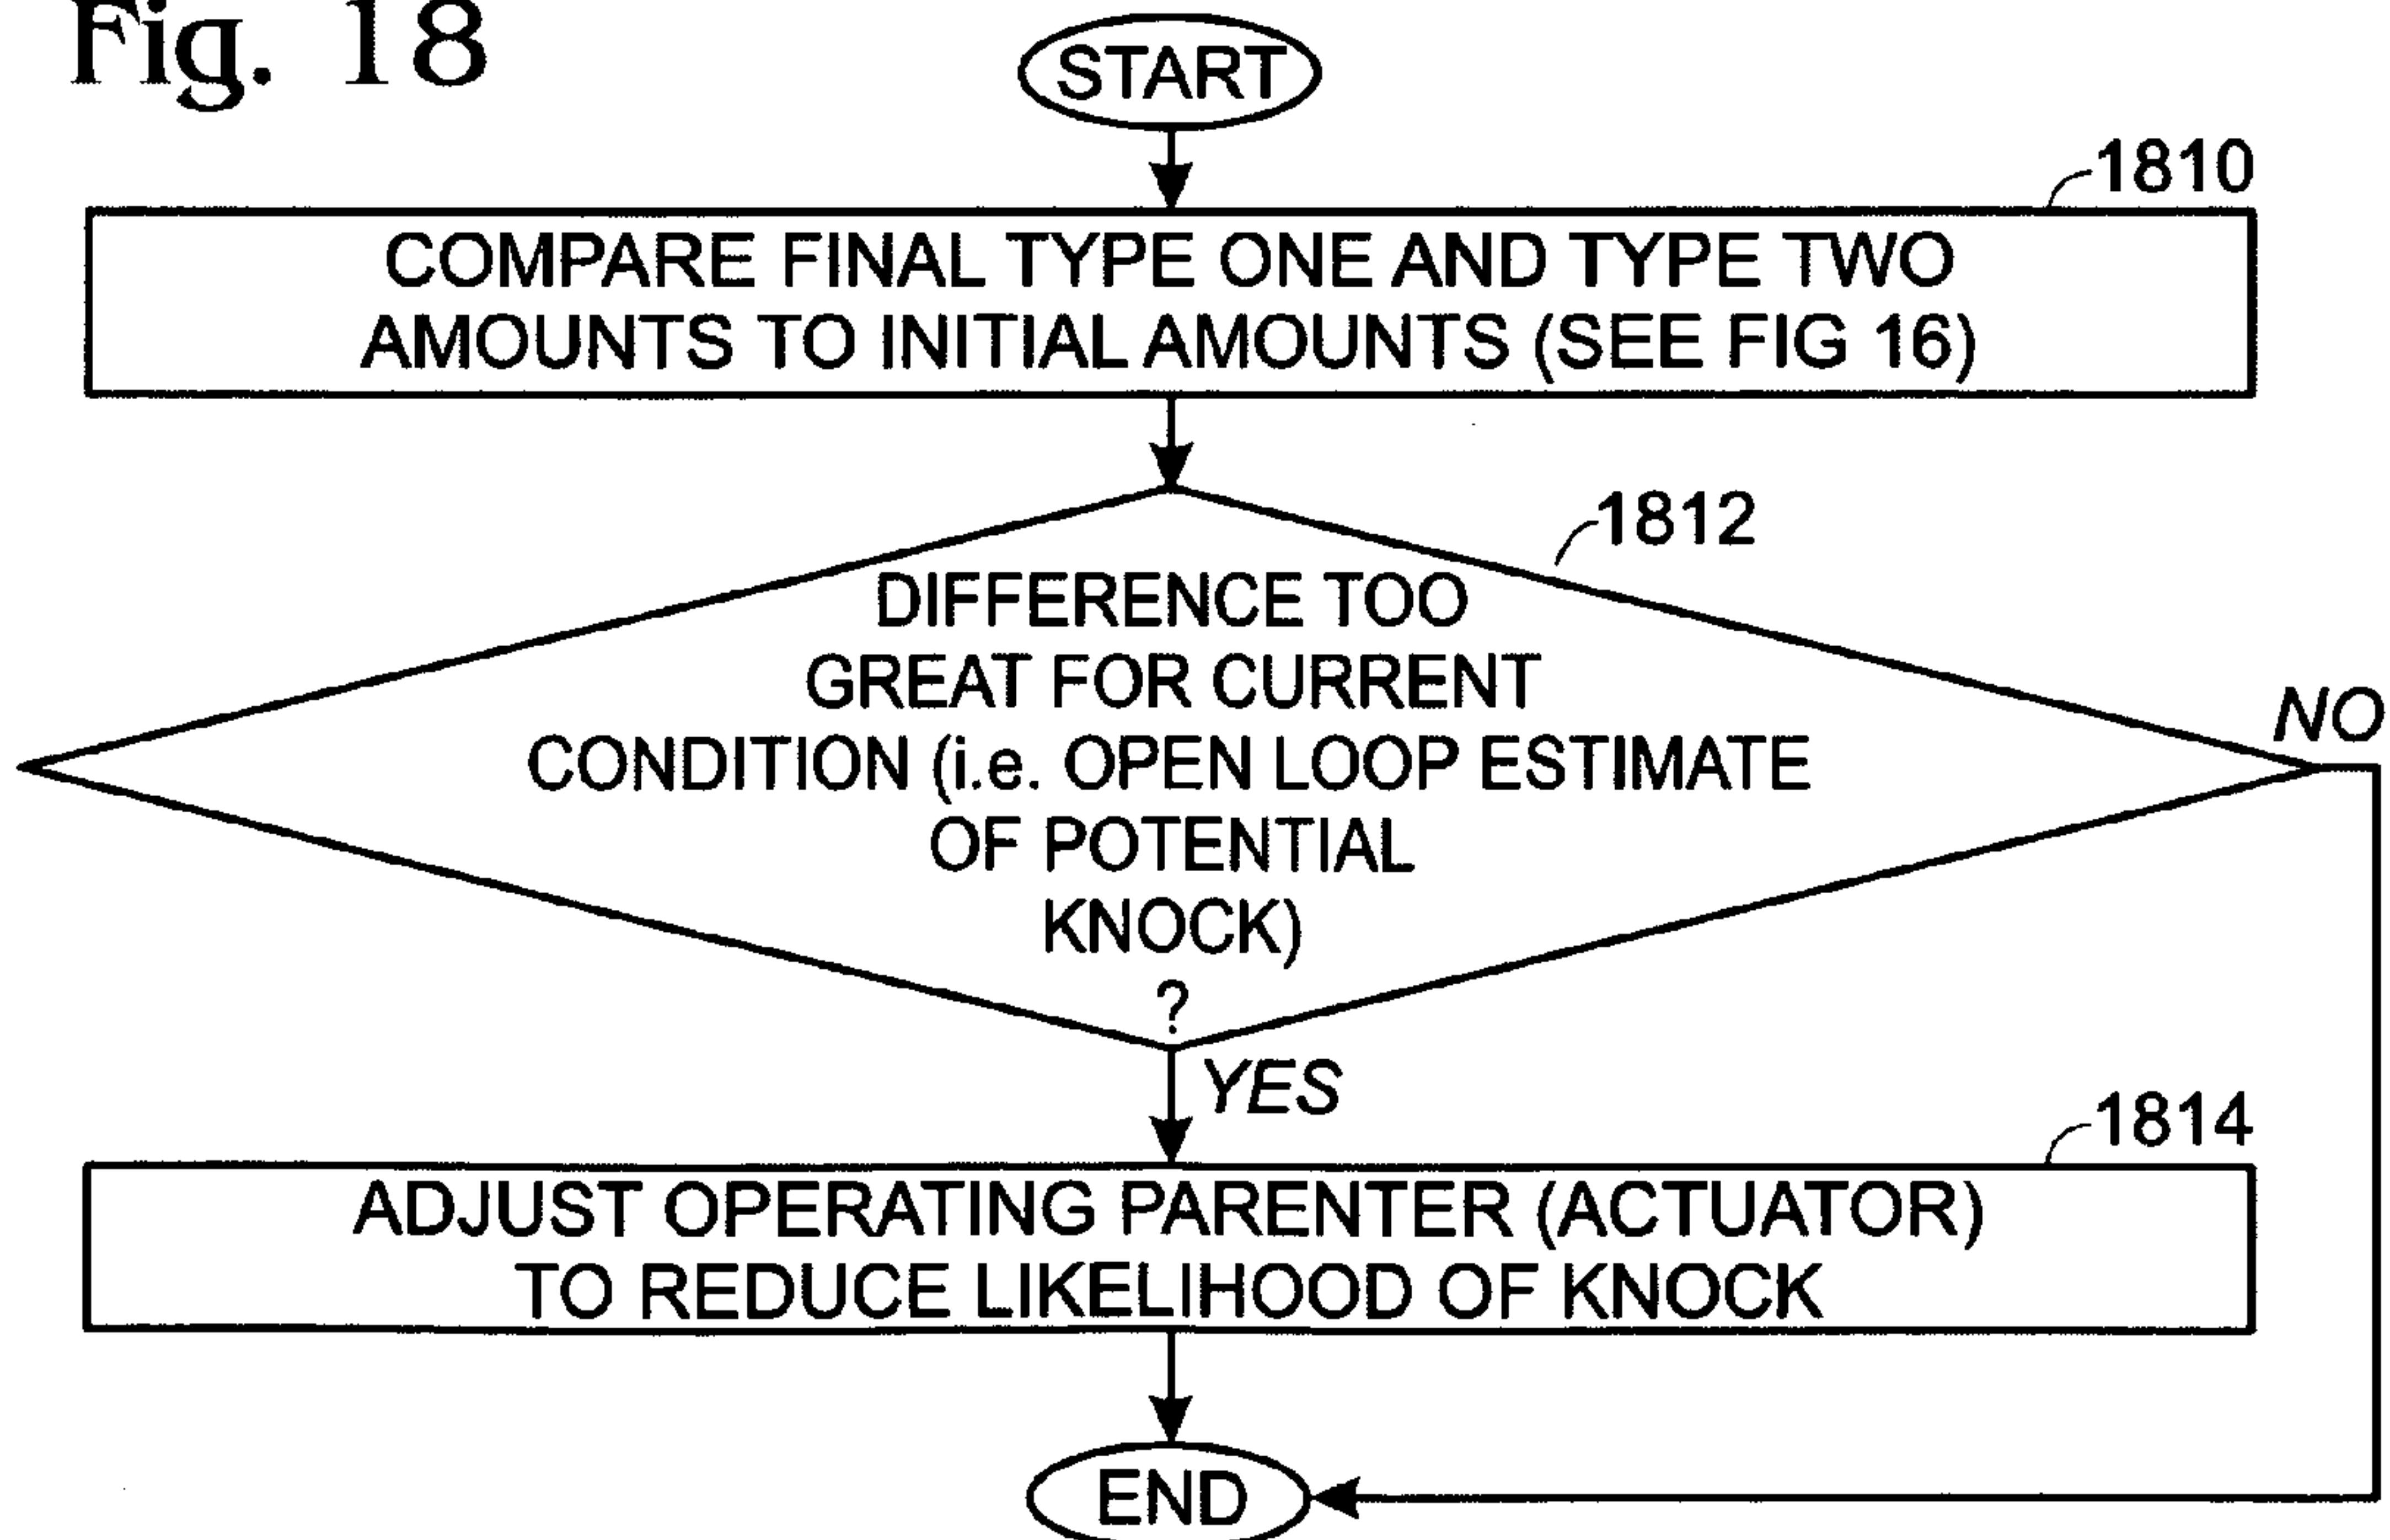 Fig. 18
START
1810
COMPARE FINAL TYPE ONE AND TYPE TWO
AMOUNTS TO INITIAL AMOUNTS (SEE FIG 16)
1812
DIFFERENCE TOO
GREAT FOR CURRENT
CONDITION (i.e. OPEN LOOP ESTIMATE
OF POTENTIAL
KNOCK)
?
NO
YES
1814
ADJUST OPERATING PARENTER (ACTUATOR)
TO REDUCE LIKELIHOOD OF KNOCK
END